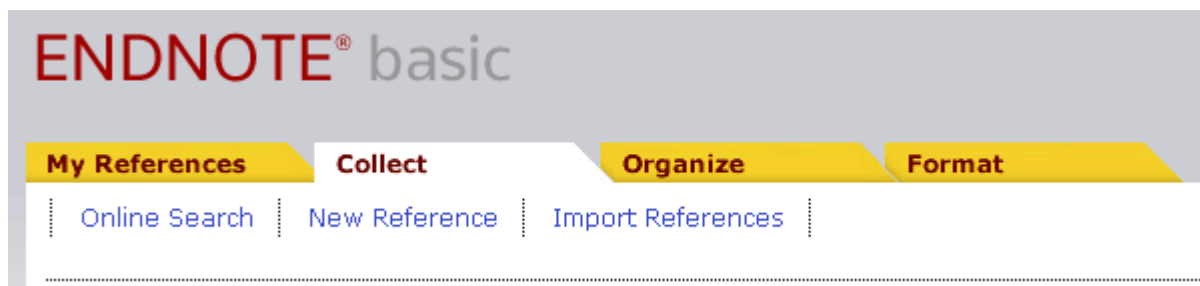 ENDNOTE® basic
My References Collect Organize Format
Online Search New Reference Import References